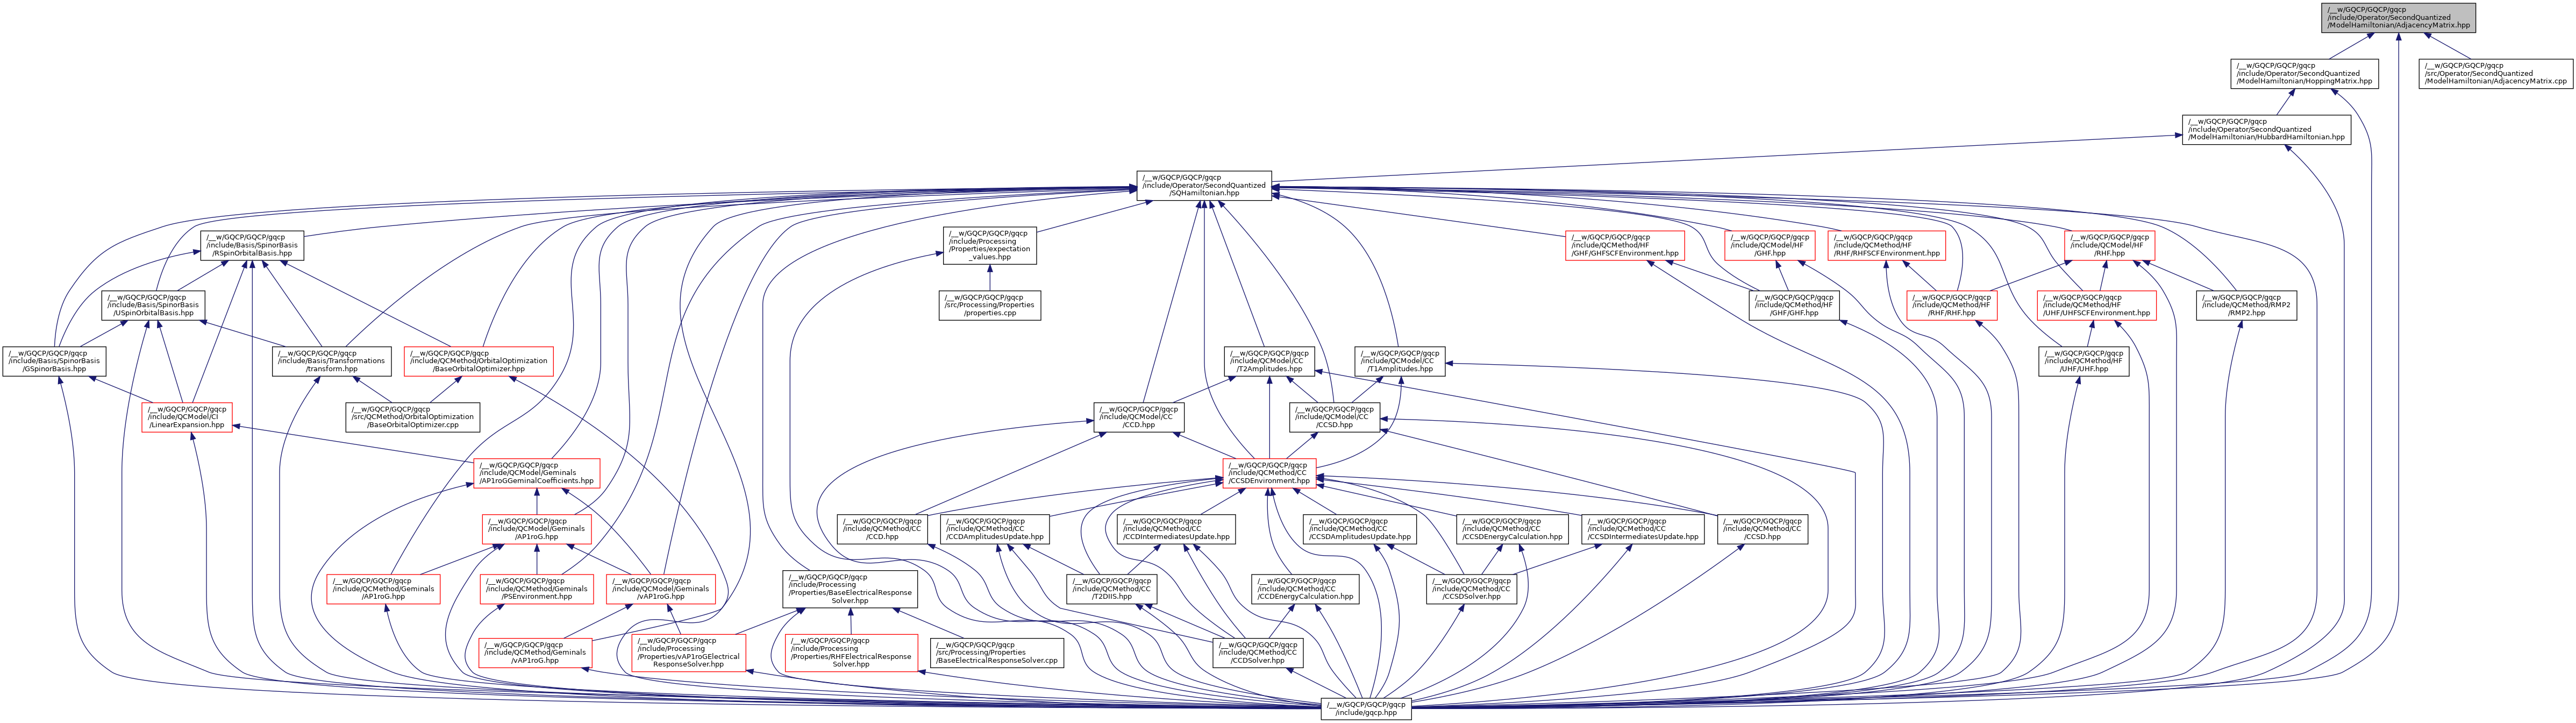 /__w/GQCP/GQCP/gqcp
/include/Operator/SecondQuantized
/ModelHamiltonian/AdjacencyMatrix.hpp
/__w/GQCP/GQCP/gqcp
/include/Operator/SecondQuantized
/ModelHamiltonian/HoppingMatrix.hpp
/__w/GQCP/GQCP/gqcp
/src/Operator/SecondQuantized
/ModelHamiltonian/AdjacencyMatrix.cpp
/__w/GQCP/GQCP/gqcp
/include/Operator/SecondQuantized
/ModelHamiltonian/HubbardHamiltonian.hpp
/__w/GQCP/GQCP/gqcp
/include/Operator/SecondQuantized
/SQHamiltonian.hpp
/__w/GQCP/GQCP/gqcp
/include/Basis/SpinorBasis
/RSpinOrbitalBasis.hpp
/__w/GQCP/GQCP/gqcp
/include/Processing
/Properties/expectation
_values.hpp
/__w/GQCP/GQCP/gqcp
/include/QCMethod/HF
/GHF/GHFSCFEnvironment.hpp
/__w/GQCP/GQCP/gqcp
/include/QCModel/HF
/GHF.hpp
/__w/GQCP/GQCP/gqcp
/include/QCMethod/HF
/RHF/RHFSCFEnvironment.hpp
/__w/GQCP/GQCP/gqcp
/include/QCModel/HF
/RHF.hpp
/__w/GQCP/GQCP/gqcp
/include/Basis/SpinorBasis
/USpinOrbitalBasis.hpp
/__w/GQCP/GQCP/gqcp
/src/Processing/Properties
/properties.cpp
/__w/GQCP/GQCP/gqcp
/include/QCMethod/HF
/GHF/GHF.hpp
/__w/GQCP/GQCP/gqcp
/include/QCMethod/HF
/RHF/RHF.hpp
/__w/GQCP/GQCP/gqcp
/include/QCMethod/HF
/UHF/UHFSCFEnvironment.hpp
/__w/GQCP/GQCP/gqcp
/include/QCMethod/RMP2
/RMP2.hpp
/__w/GQCP/GQCP/gqcp
/include/Basis/SpinorBasis
/GSpinorBasis.hpp
/__w/GQCP/GQCP/gqcp
/include/Basis/Transformations
/transform.hpp
/__w/GQCP/GQCP/gqcp
/include/QCMethod/OrbitalOptimization
/BaseOrbitalOptimizer.hpp
/__w/GQCP/GQCP/gqcp
/include/QCModel/CC
/T2Amplitudes.hpp
/__w/GQCP/GQCP/gqcp
/include/QCModel/CC
/T1Amplitudes.hpp
/__w/GQCP/GQCP/gqcp
/include/QCMethod/HF
/UHF/UHF.hpp
/__w/GQCP/GQCP/gqcp
/include/QCModel/CI
/LinearExpansion.hpp
/__w/GQCP/GQCP/gqcp
/src/QCMethod/OrbitalOptimization
/BaseOrbitalOptimizer.cpp
/__w/GQCP/GQCP/gqcp
/include/QCModel/CC
/CCD.hpp
/__w/GQCP/GQCP/gqcp
/include/QCModel/CC
/CCSD.hpp
/__w/GQCP/GQCP/gqcp
/include/QCModel/Geminals
/AP1roGGeminalCoefficients.hpp
/__w/GQCP/GQCP/gqcp
/include/QCMethod/CC
/CCSDEnvironment.hpp
/__w/GQCP/GQCP/gqcp
/include/QCModel/Geminals
/AP1roG.hpp
/__w/GQCP/GQCP/gqcp
/include/QCMethod/CC
/CCD.hpp
/__w/GQCP/GQCP/gqcp
/include/QCMethod/CC
/CCDAmplitudesUpdate.hpp
/__w/GQCP/GQCP/gqcp
/include/QCMethod/CC
/CCDIntermediatesUpdate.hpp
/__w/GQCP/GQCP/gqcp
/include/QCMethod/CC
/CCSDAmplitudesUpdate.hpp
/__w/GQCP/GQCP/gqcp
/include/QCMethod/CC
/CCSDEnergyCalculation.hpp
/__w/GQCP/GQCP/gqcp
/include/QCMethod/CC
/CCSDIntermediatesUpdate.hpp
/__w/GQCP/GQCP/gqcp
/include/QCMethod/CC
/CCSD.hpp
/__w/GQCP/GQCP/gqcp
/include/QCMethod/Geminals
/AP1roG.hpp
/__w/GQCP/GQCP/gqcp
/include/QCMethod/Geminals
/PSEnvironment.hpp
/__w/GQCP/GQCP/gqcp
/include/QCModel/Geminals
/vAP1roG.hpp
/__w/GQCP/GQCP/gqcp
/include/Processing
/Properties/BaseElectricalResponse
Solver.hpp
/__w/GQCP/GQCP/gqcp
/include/QCMethod/CC
/T2DIIS.hpp
/__w/GQCP/GQCP/gqcp
/include/QCMethod/CC
/CCDEnergyCalculation.hpp
/__w/GQCP/GQCP/gqcp
/include/QCMethod/CC
/CCSDSolver.hpp
/__w/GQCP/GQCP/gqcp
/include/QCMethod/Geminals
/vAP1roG.hpp
/__w/GQCP/GQCP/gqcp
/include/Processing
/Properties/vAP1roGElectrical
ResponseSolver.hpp
/__w/GQCP/GQCP/gqcp
/include/Processing
/Properties/RHFElectricalResponse
Solver.hpp
/__w/GQCP/GQCP/gqcp
/src/Processing/Properties
/BaseElectricalResponseSolver.cpp
/__w/GQCP/GQCP/gqcp
/include/QCMethod/CC
/CCDSolver.hpp
/__w/GQCP/GQCP/gqcp
/include/gqcp.hpp